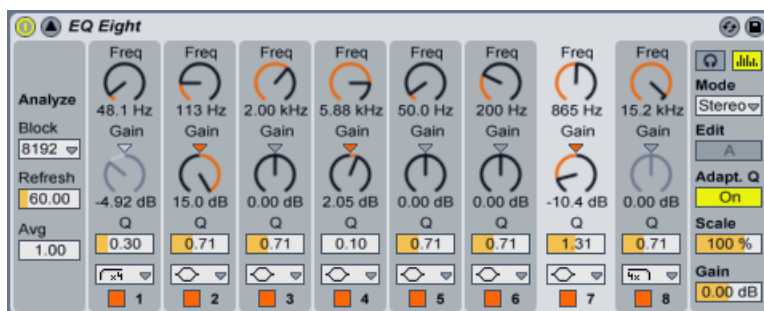 EQ Eight
Freq Freq Freq Freq Freq Freq Freq Freq
48.1 Hz 113 Hz 2.00 kHz 5.88 kHz 50.0 Hz 200 Hz 865 Hz 15.2 kHz
Gain Gain Gain Gain Gain Gain Gain Gain
-4.92 dB 15.0 dB 0.00 dB 2.05 dB 0.00 dB 0.00 dB -10.4 dB 0.00 dB
Q Q Q Q Q Q Q Q
0.30 0.71 0.71 0.10 0.71 0.71 1.31 0.71
x4 4x
1 2 3 4 5 6 7 8
Analyze
Block
8192
Refresh
60.00
Avg
1.00
Mode
Stereo
Edit
A
Adapt. Q
On
Scale
100 %
Gain
0.00 dB